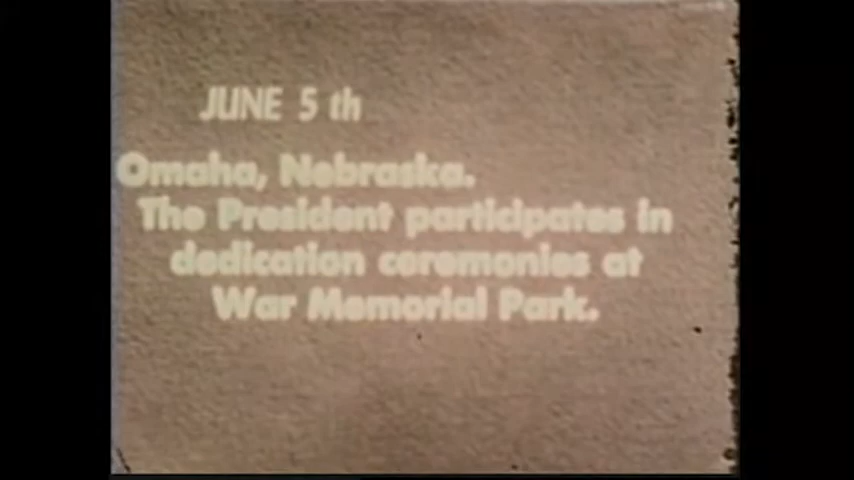 JUNE 5 th
Omaha, Nebraska.
The President participates in
dedication ceremonies at
War Memorial Park.